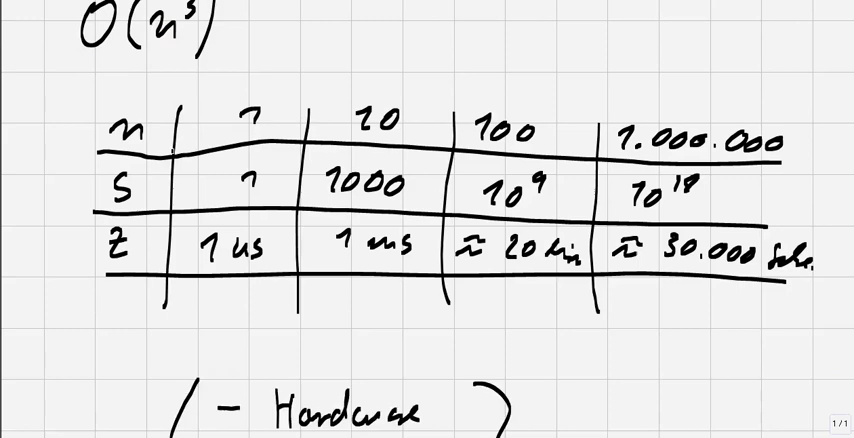 O(n³)
n 1 10 100 1.000.000
S 1 1000 10⁹ 10¹⁸
Z 1 us 1 ms ≈ 20 Min ≈ 30.000 Jahre.
( - Hardware )
1/1